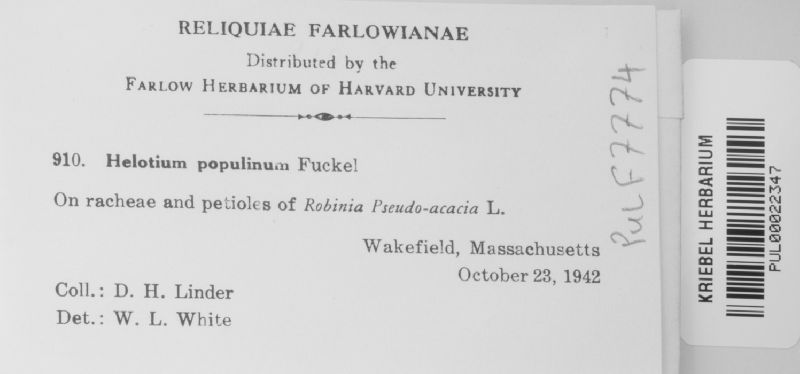 RELIQUIAE FARLOWIANAE
Distributed by the
FARLOW HERBARIUM OF HARVARD UNIVERSITY
910. Helotium populinum Fuckel
On racheae and petioles of Robinia Pseudo-acacia L.
Wakefield, Massachusetts
October 23, 1942
Coll.: D. H. Linder
Det.: W. L. White
PUL F7774
KRIEBEL HERBARIUM
PUL00022347